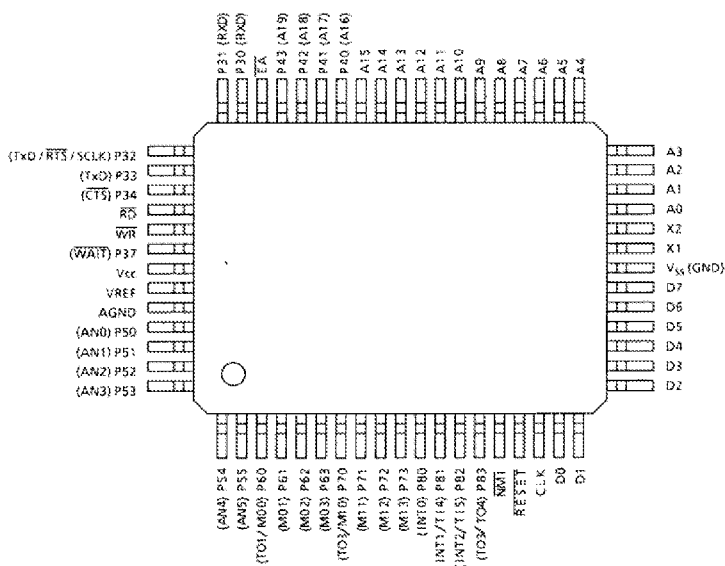 P31 (RXD)
P30 (RXD)
EA
P43 (A19)
P42 (A18)
P41 (A17)
P40 (A16)
A15
A14
A13
A12
A11
A10
A9
A8
A7
A6
A5
A4
(TxD / RTS / SCLK) P32
(TxD) P33
(CTS) P34
RD
WR
(WAIT) P37
Vcc
VREF
AGND
(AN0) P50
(AN1) P51
(AN2) P52
(AN3) P53
A3
A2
A1
A0
X2
X1
Vss (GND)
D7
D6
D5
D4
D3
D2
(AN4) P54
(AN5) P55
(TO1/M00) P60
(M01) P61
(M02) P62
(M03) P63
(TO3/M10) P70
(M11) P71
(M12) P72
(M13) P73
(INT0) P80
INT1/T(4) P81
(INT2/T(5) P82
(TO3/TO4) P83
NMI
RESET
CLK
D0
D1